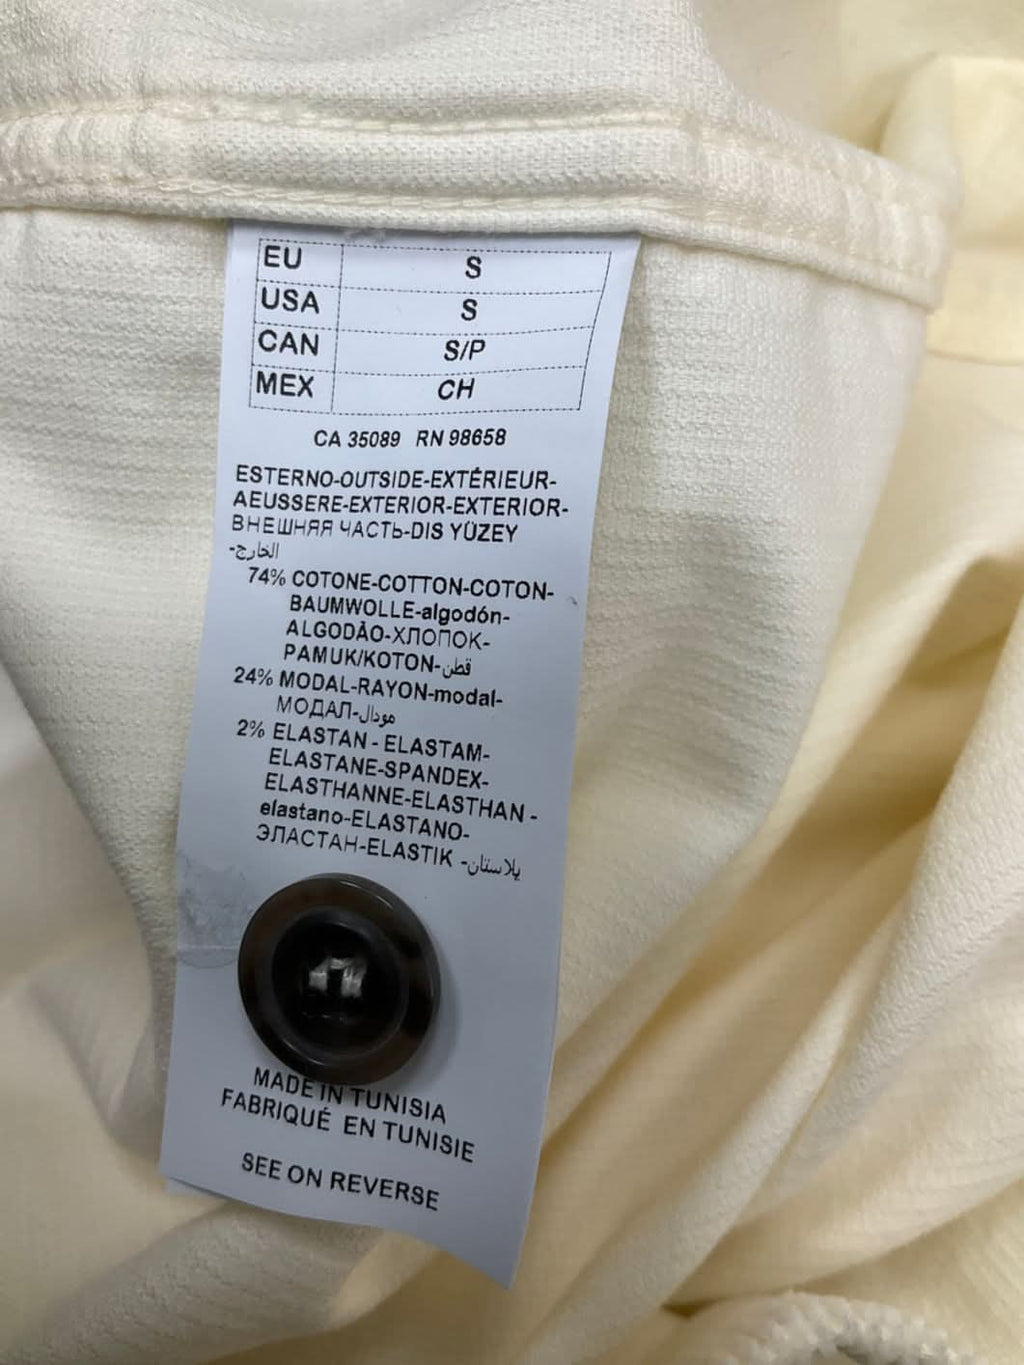 EU S
USA S
CAN S/P
MEX CH
CA 35089 RN 98658
ESTERNO-OUTSIDE-EXTÉRIEUR-
AEUSSERE-EXTERIOR-EXTERIOR-
ВНЕШНЯЯ ЧАСТЬ-DIS YÜZEY
الخارج-
74% COTONE-COTTON-COTON-
BAUMWOLLE-algodón-
ALGODÃO-ХЛОПОК-
PAMUK/KOTON-قطن
24% MODAL-RAYON-modal-
МОДАЛ-مودال
2% ELASTAN - ELASTAM-
ELASTANE-SPANDEX-
ELASTHANNE-ELASTHAN -
elastano-ELASTANO-
ЭЛАСТАН-ELASTIK -يلاستان
MADE IN TUNISIA
FABRIQUÉ EN TUNISIE
SEE ON REVERSE